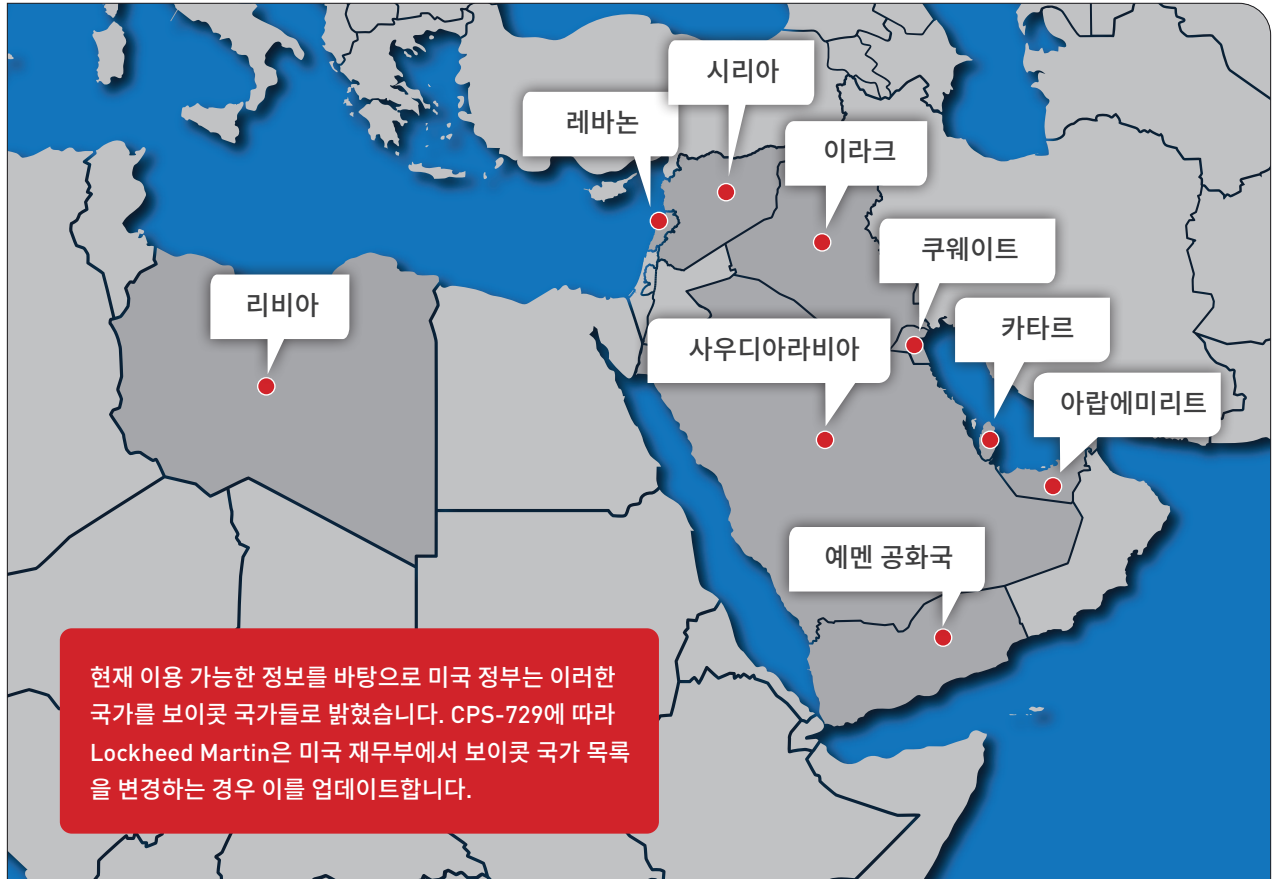 시리아
레바논
이라크
쿠웨이트
리비아
카타르
사우디아라비아
아랍에미리트
예멘 공화국
현재 이용 가능한 정보를 바탕으로 미국 정부는 이러한
국가를 보이콧 국가들로 밝혔습니다. CPS-729에 따라
Lockheed Martin은 미국 재무부에서 보이콧 국가 목록
을 변경하는 경우 이를 업데이트합니다.